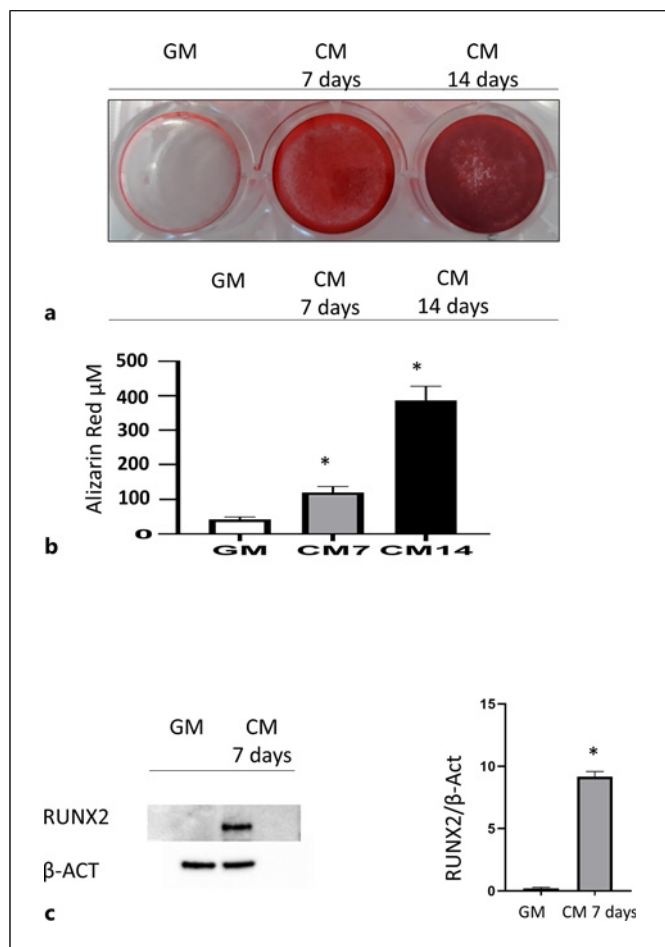 GM CM CM
7 days 14 days
GM CM CM
7 days 14 days
a
500
400
300
200
100
0
Alizarin Red µM
*
*
GM CM7 CM14
b
GM CM
7 days
RUNX2
β-ACT
15
10
5
0
RUNX2/β-Act
*
GM CM 7 days
c